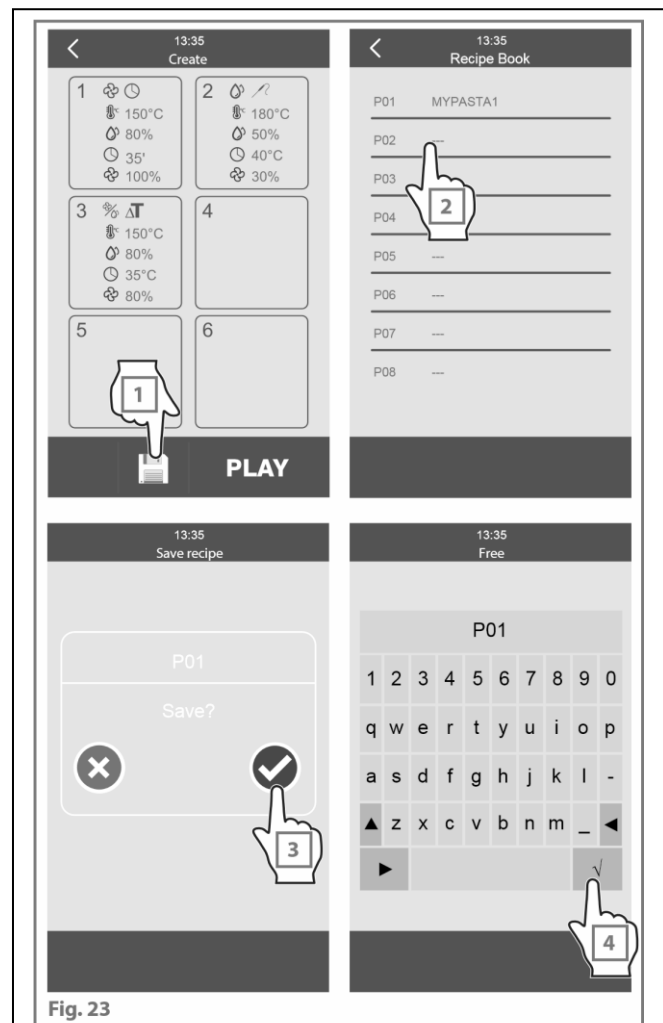 13:35
Create
1
150°C
80%
35'
100%
2
180°C
50%
40°C
30%
3 % ΔT
150°C
80%
35°C
80%
4
5
6
1
PLAY
13:35
Recipe Book
P01 MYPASTA1
P02 ---
P03
P04
P05 ---
P06 ---
P07 ---
P08 ---
2
13:35
Save recipe
P01
Save?
3
13:35
Free
P01
1 2 3 4 5 6 7 8 9 0
q w e r t y u i o p
a s d f g h j k l -
▲ z x c v b n m _ ◄
► √
4
Fig. 23